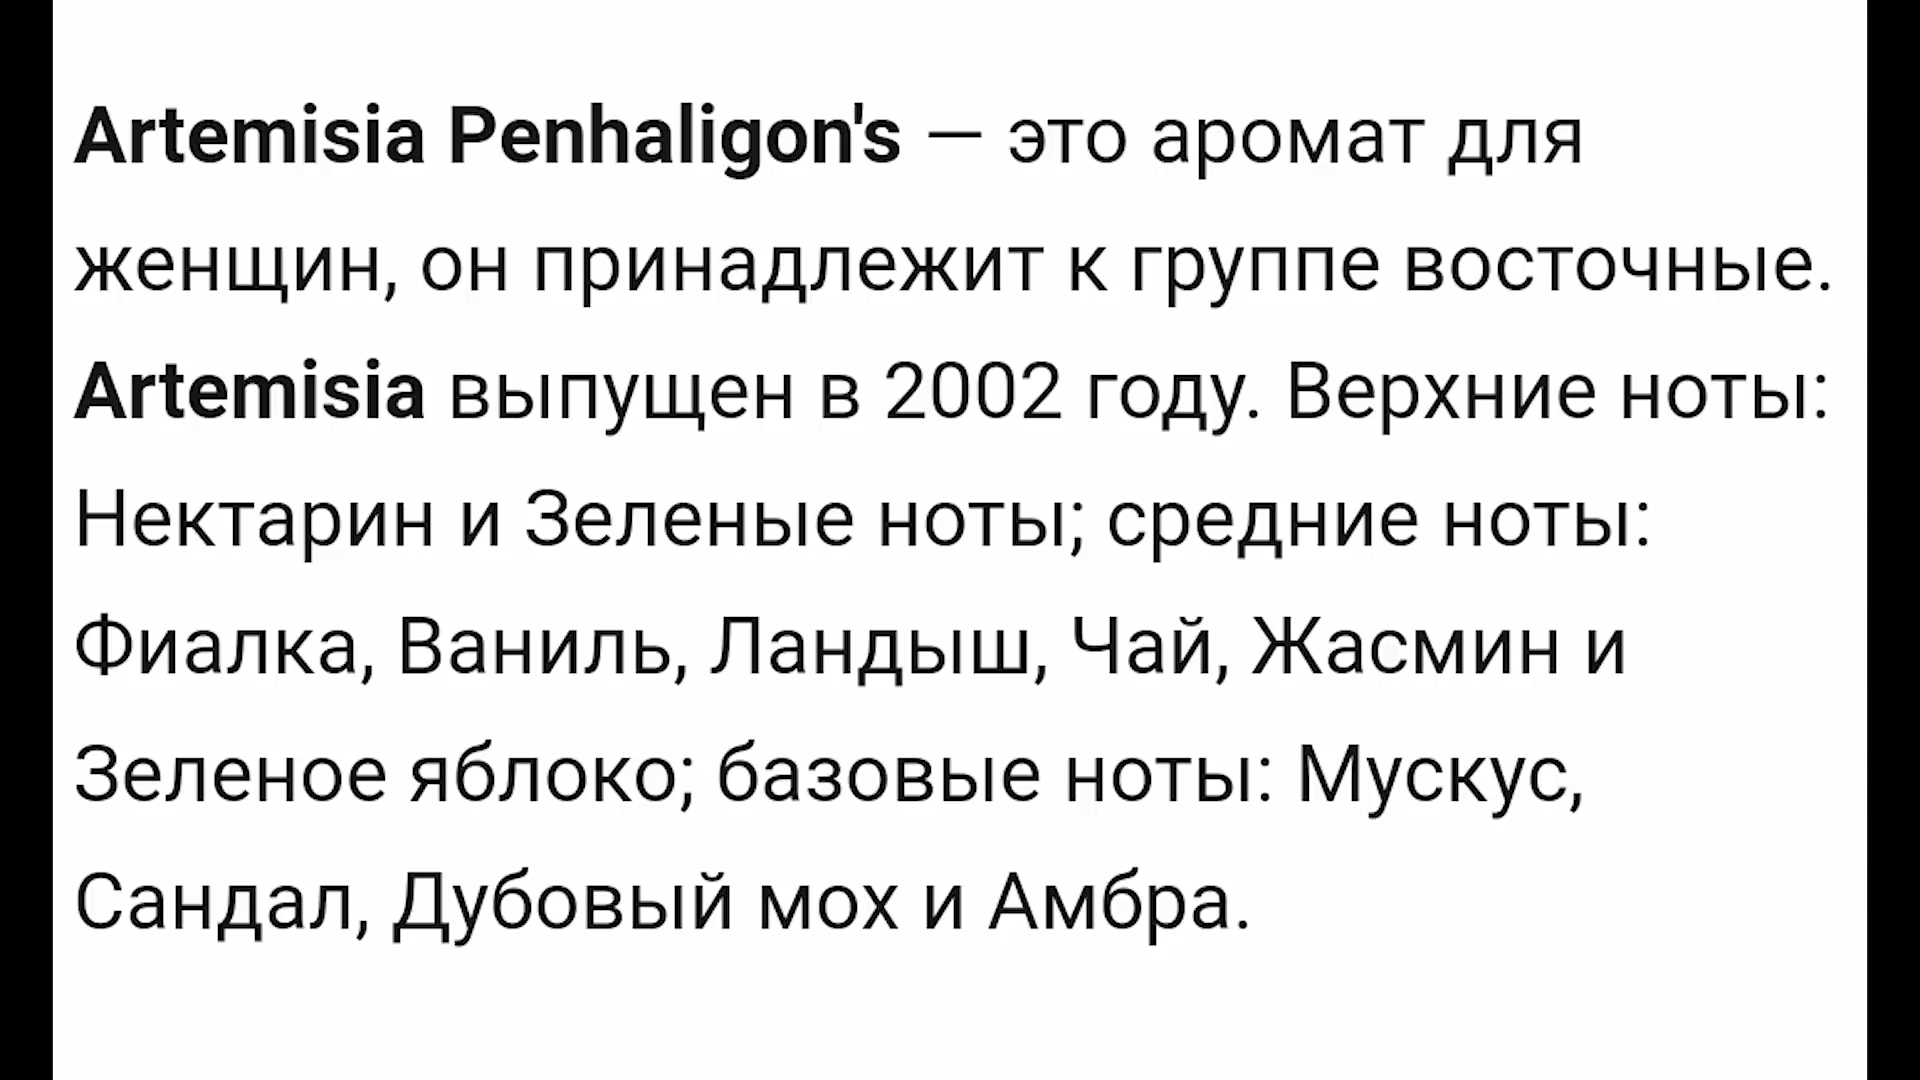 Artemisia Penhaligon's — это аромат для
женщин, он принадлежит к группе восточные.
Artemisia выпущен в 2002 году. Верхние ноты:
Нектарин и Зеленые ноты; средние ноты:
Фиалка, Ваниль, Ландыш, Чай, Жасмин и
Зеленое яблоко; базовые ноты: Мускус,
Сандал, Дубовый мох и Амбра.